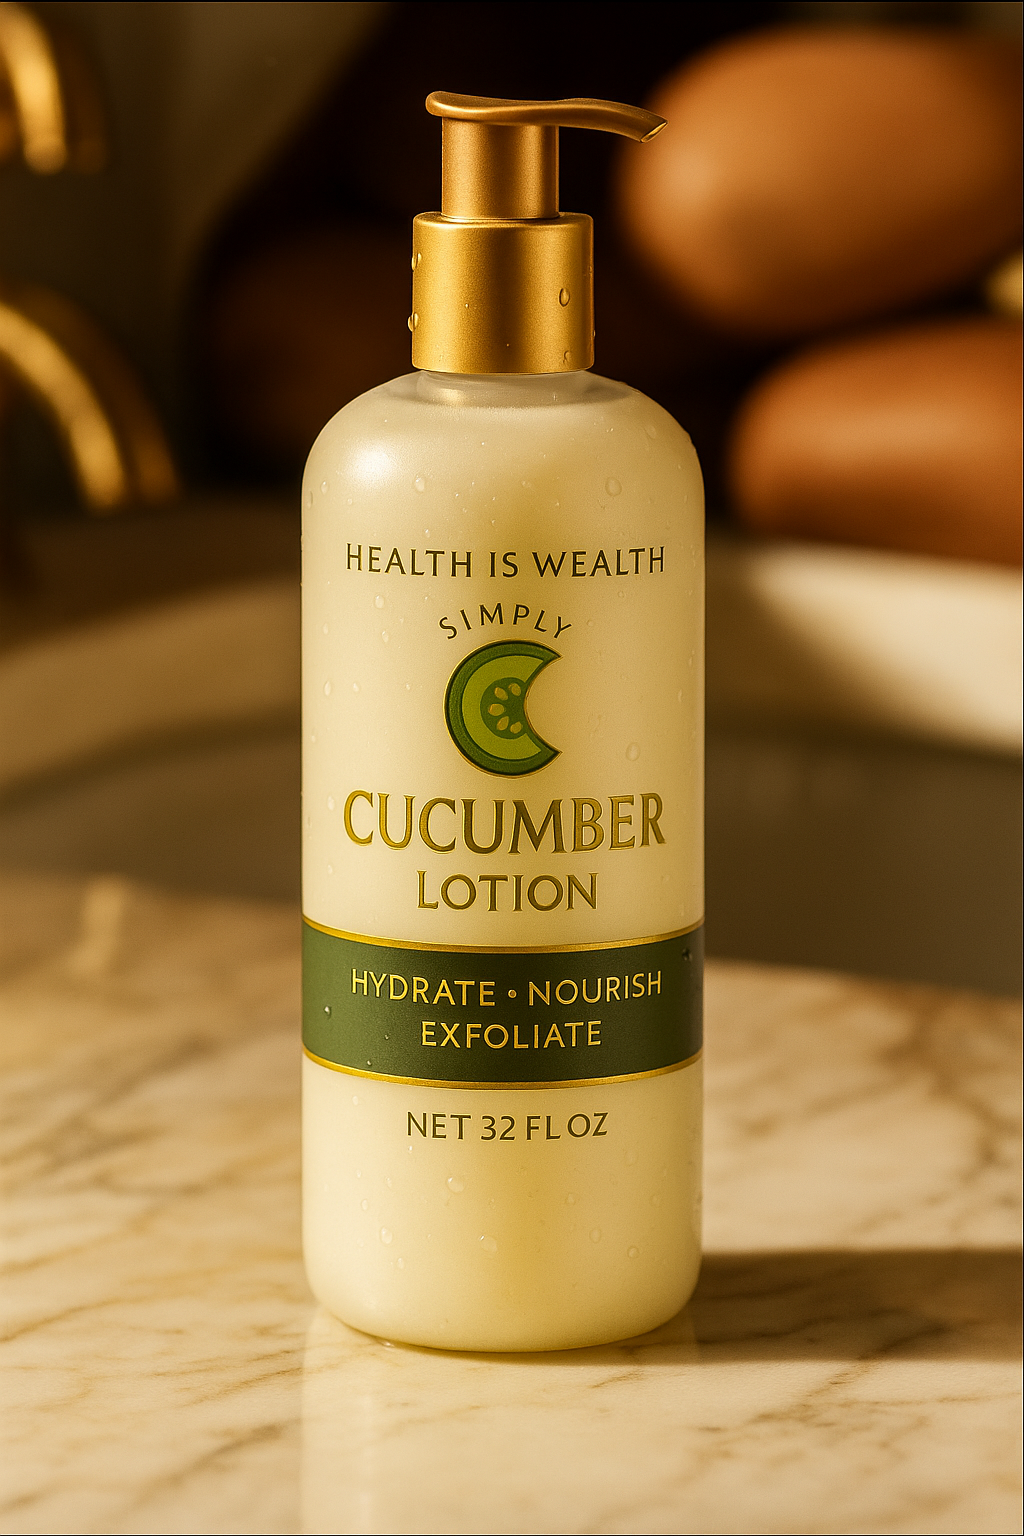 HEALTH IS WEALTH
SIMPLY
CUCUMBER
LOTION
HYDRATE • NOURISH
EXFOLIATE
NET 32 FL OZ